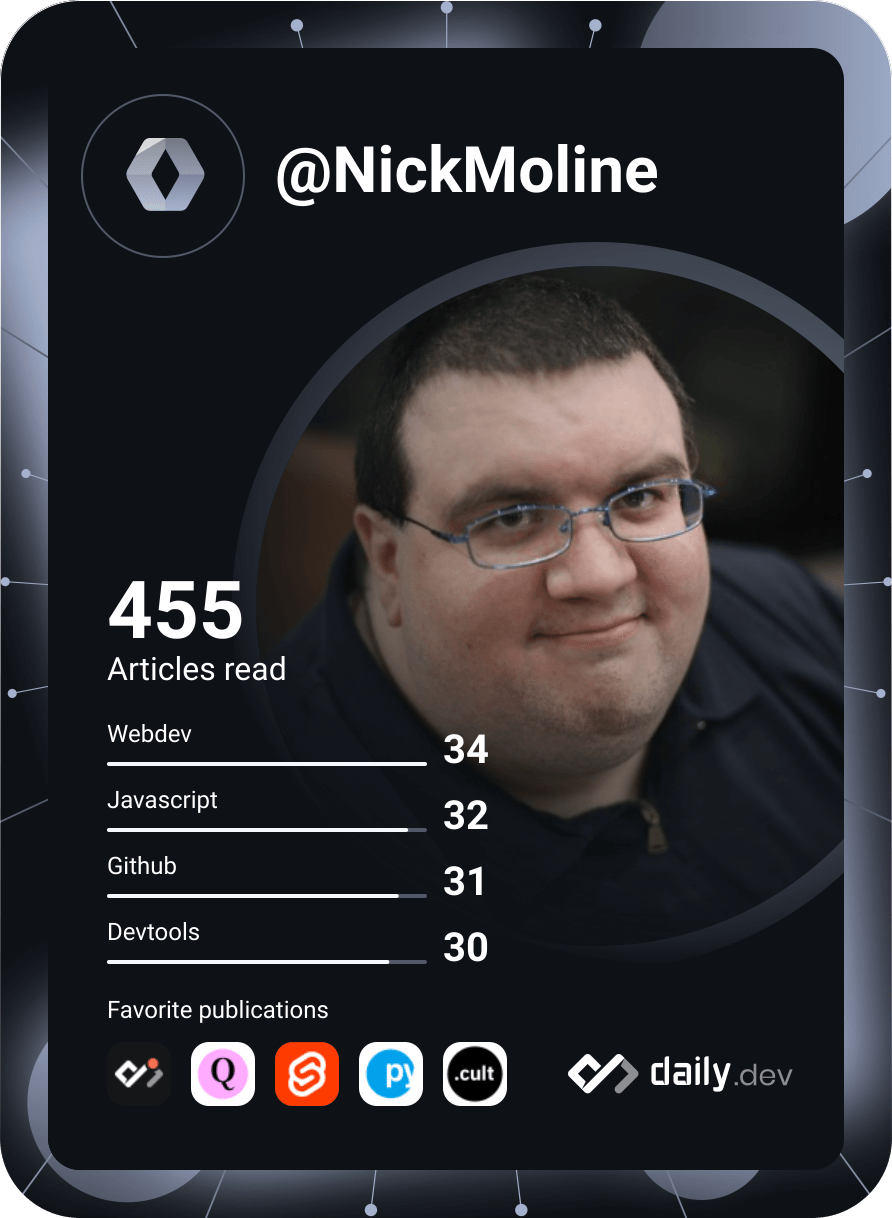 @NickMoline
455
Articles read
Webdev
34
Javascript
32
Github
31
Devtools
30
Favorite publications
Q
py
.cult
daily.dev